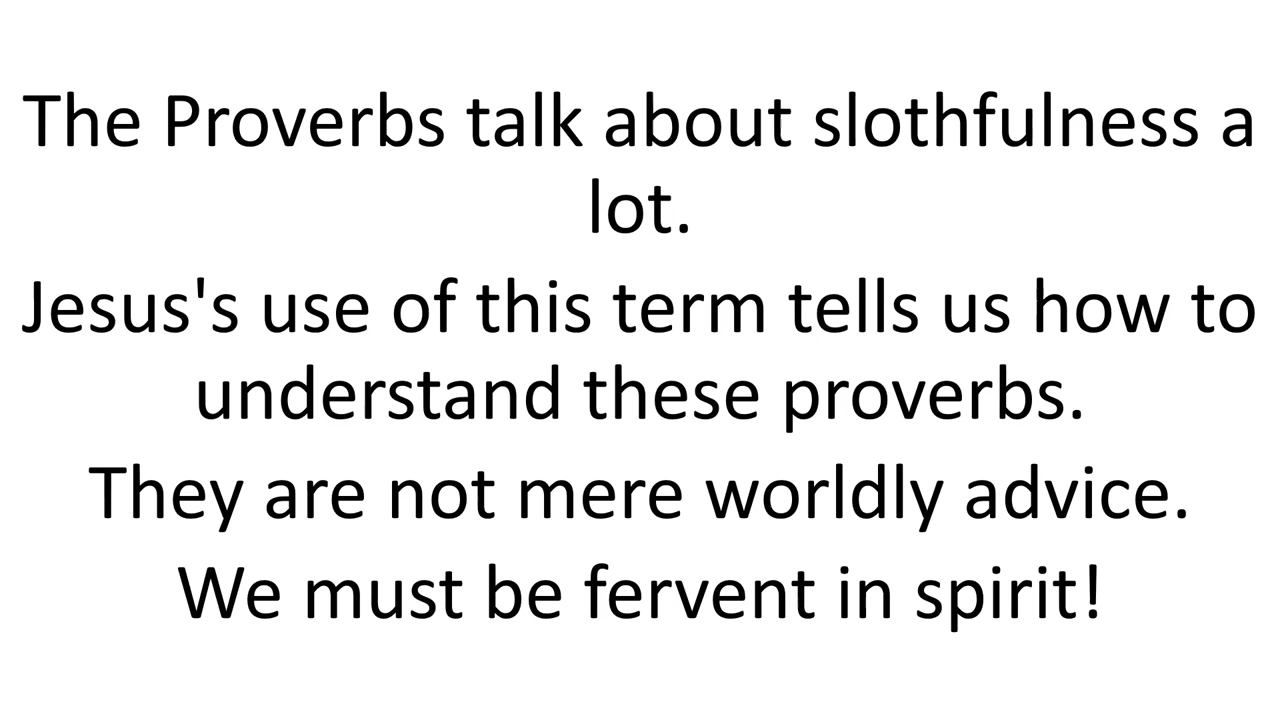 The Proverbs talk about slothfulness a
lot.
Jesus's use of this term tells us how to
understand these proverbs.
They are not mere worldly advice.
We must be fervent in spirit!